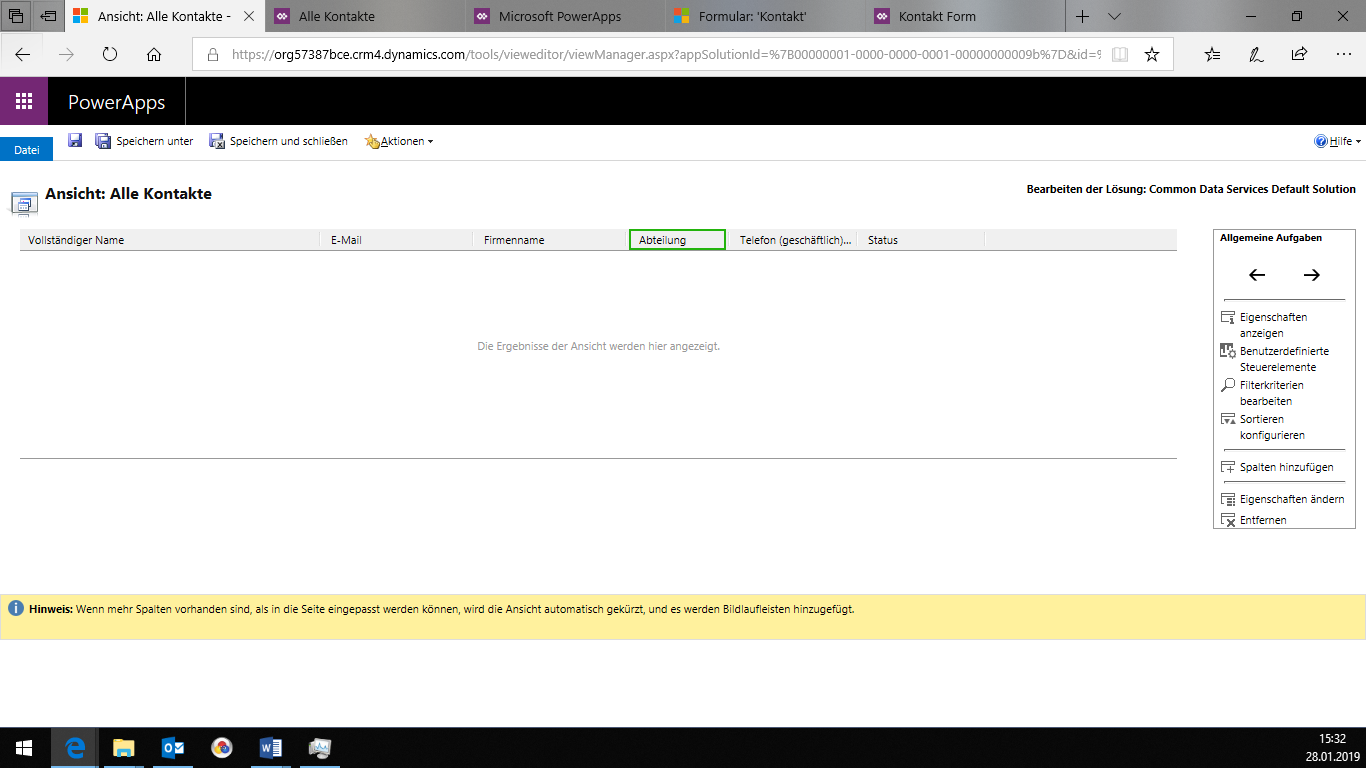 Ansicht: Alle Kontakte -
Alle Kontakte
Microsoft PowerApps
Formular: 'Kontakt'
Kontakt Form
https://org57387bce.crm4.dynamics.com/tools/vieweditor/viewManager.aspx?appSolutionId=%7B00000001-0000-0000-0001-00000000009b%7D&id=%
PowerApps
Datei
Speichern unter
Speichern und schließen
Aktionen
Hilfe
Ansicht: Alle Kontakte
Bearbeiten der Lösung: Common Data Services Default Solution
Vollständiger Name
E-Mail
Firmenname
Abteilung
Telefon (geschäftlich)...
Status
Die Ergebnisse der Ansicht werden hier angezeigt.
Allgemeine Aufgaben
Eigenschaften
anzeigen
Benutzerdefinierte
Steuerelemente
Filterkriterien
bearbeiten
Sortieren
konfigurieren
Spalten hinzufügen
Eigenschaften ändern
Entfernen
Hinweis: Wenn mehr Spalten vorhanden sind, als in die Seite eingepasst werden können, wird die Ansicht automatisch gekürzt, und es werden Bildlaufleisten hinzugefügt.
15:32
28.01.2019